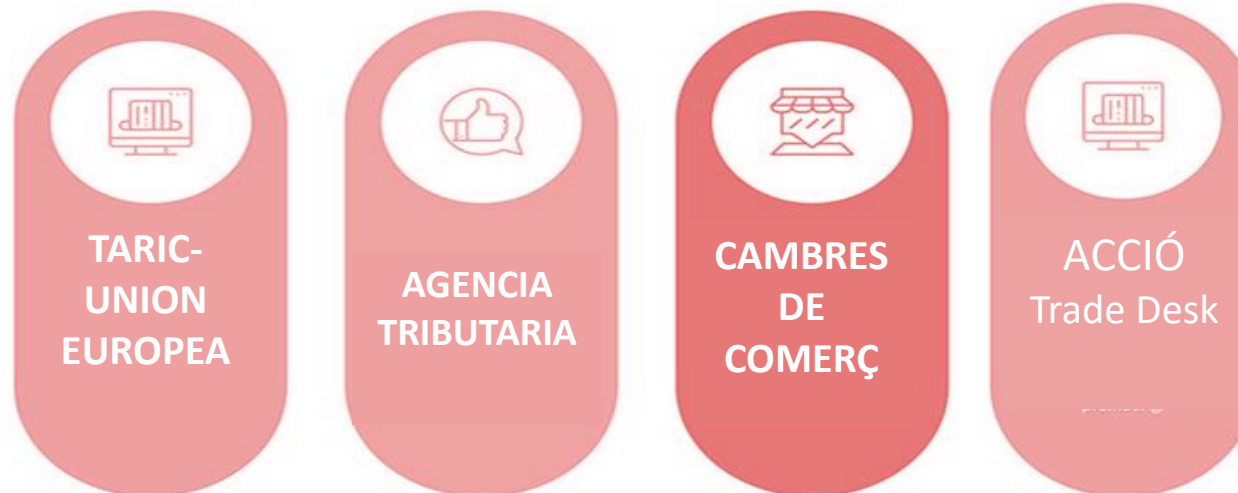 TARIC-
UNION
EUROPEA
AGENCIA
TRIBUTARIA
CAMBRES
DE
COMERÇ
ACCIÓ
Trade Desk